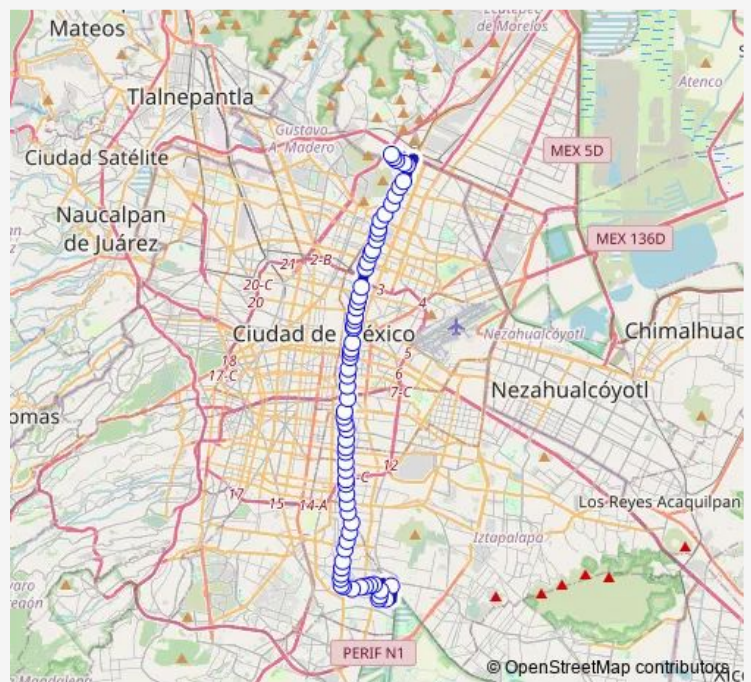 de Morelos
Mateos
Atenco
Tlalnepantla
Gustavo
A. Madero
MEX 5D
Ciudad Satélite
Naucalpan
de Juárez
MEX 136D
21
2-B
20-C
20
3
4
Ciudad de México
Nezahualcóyotl
Chimalhuac
5
18
17-C
6
7-C
Nezahualcóyotl
omas
12
-C
17
15
14-A
Los Reyes Acaquilpan
Iztapalapa
PERIF N1
© OpenStreetMap contributors